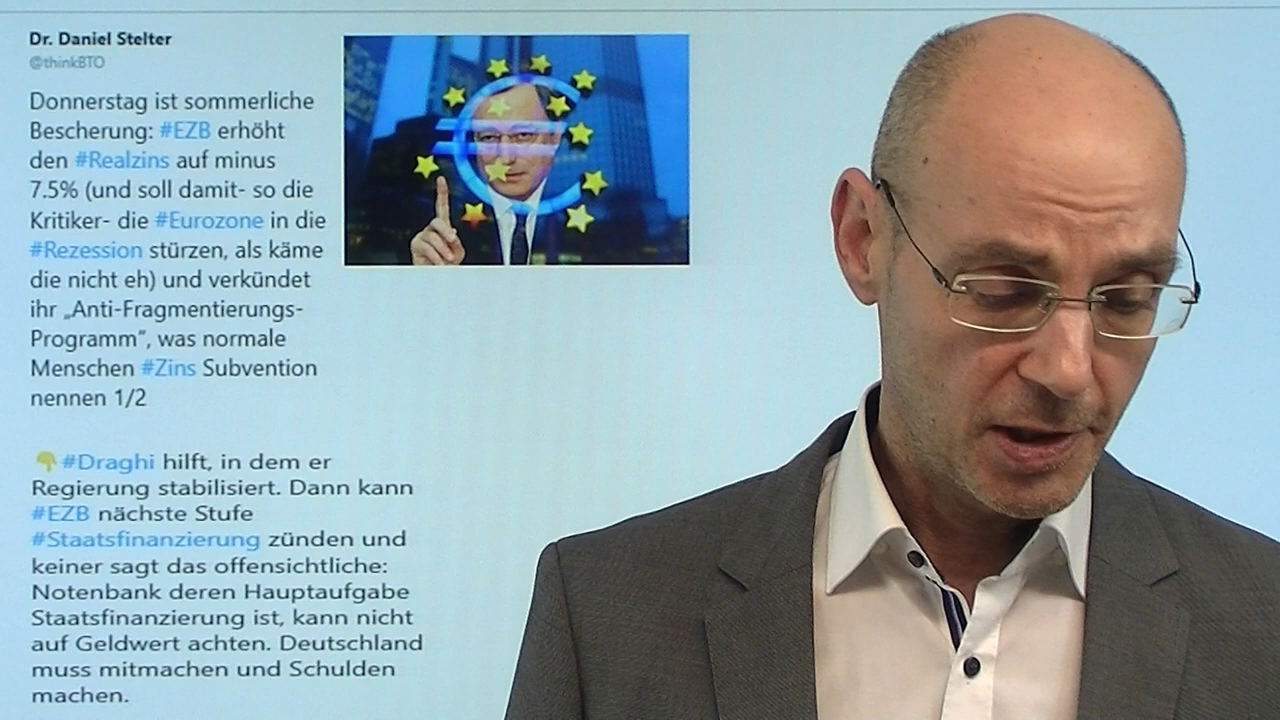 Dr. Daniel Stelter
@thinkBTO
Donnerstag ist sommerliche
Bescherung: #EZB erhöht
den #Realzins auf minus
7.5% (und soll damit- so die
Kritiker- die #Eurozone in die
#Rezession stürzen, als käme
die nicht eh) und verkündet
ihr „Anti-Fragmentierungs-
Programm“, was normale
Menschen #Zins Subvention
nennen 1/2
#Draghi hilft, in dem er
Regierung stabilisiert. Dann kann
#EZB nächste Stufe
#Staatsfinanzierung zünden und
keiner sagt das offensichtliche:
Notenbank deren Hauptaufgabe
Staatsfinanzierung ist, kann nicht
auf Geldwert achten. Deutschland
muss mitmachen und Schulden
machen.